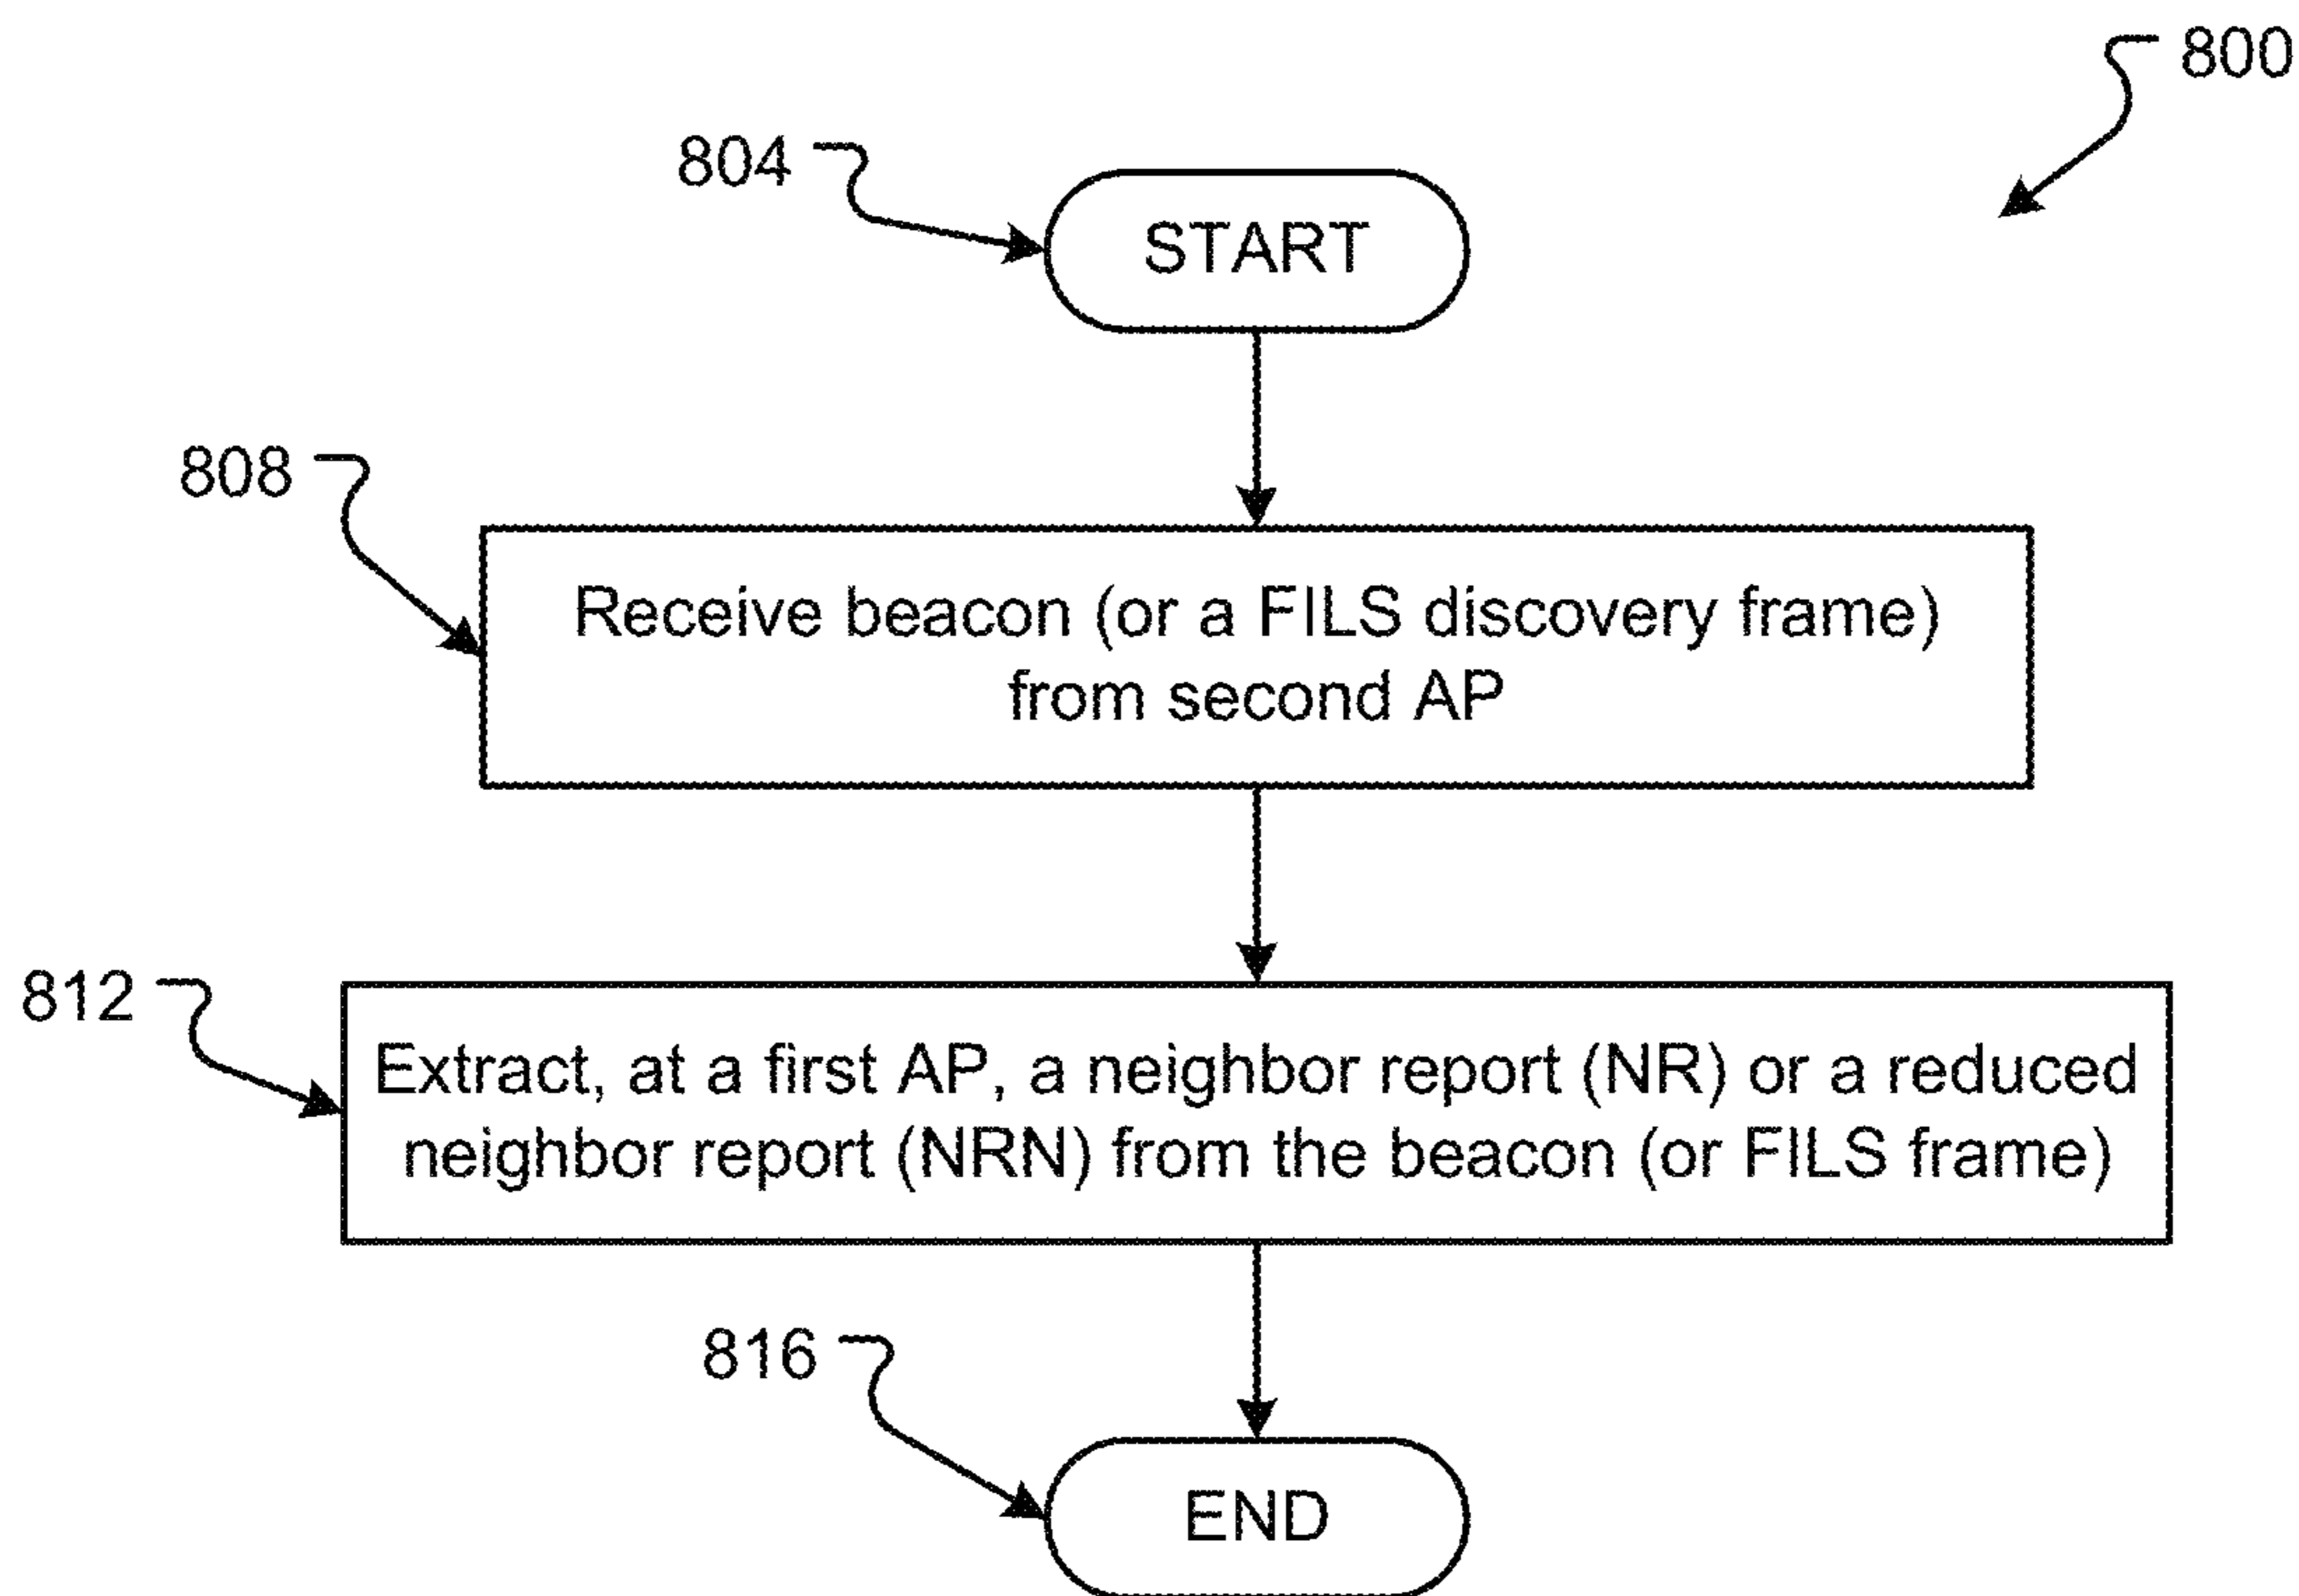 800
804
START
808
Receive beacon (or a FILS discovery frame)
from second AP
812
Extract, at a first AP, a neighbor report (NR) or a reduced
neighbor report (NRN) from the beacon (or FILS frame)
816
END